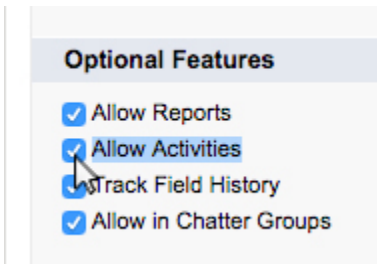 Optional Features
Allow Reports
Allow Activities
Track Field History
Allow in Chatter Groups